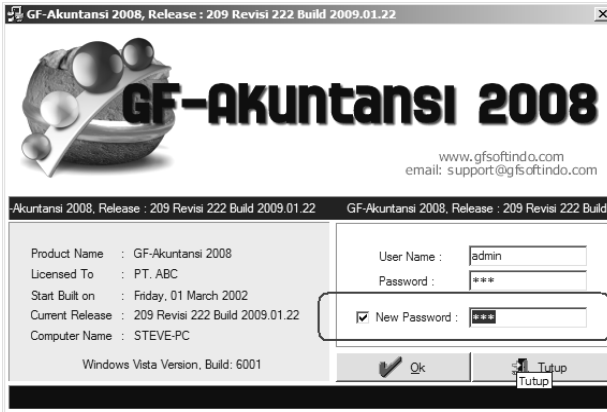 GF-Akuntansi 2008, Release : 209 Revisi 222 Build 2009.01.22
GF-Akuntansi 2008
www.gfsoftindo.com
email: support@gfsoftindo.com
-Akuntansi 2008, Release : 209 Revisi 222 Build 2009.01.22 GF-Akuntansi 2008, Release : 209 Revisi 222 Build
Product Name : GF-Akuntansi 2008
Licensed To : PT. ABC
Start Built on : Friday, 01 March 2002
Current Release : 209 Revisi 222 Build 2009.01.22
Computer Name : STEVE-PC
Windows Vista Version, Build: 6001
User Name : admin
Password : ***
New Password : ***
Ok
Tutup
Tutup